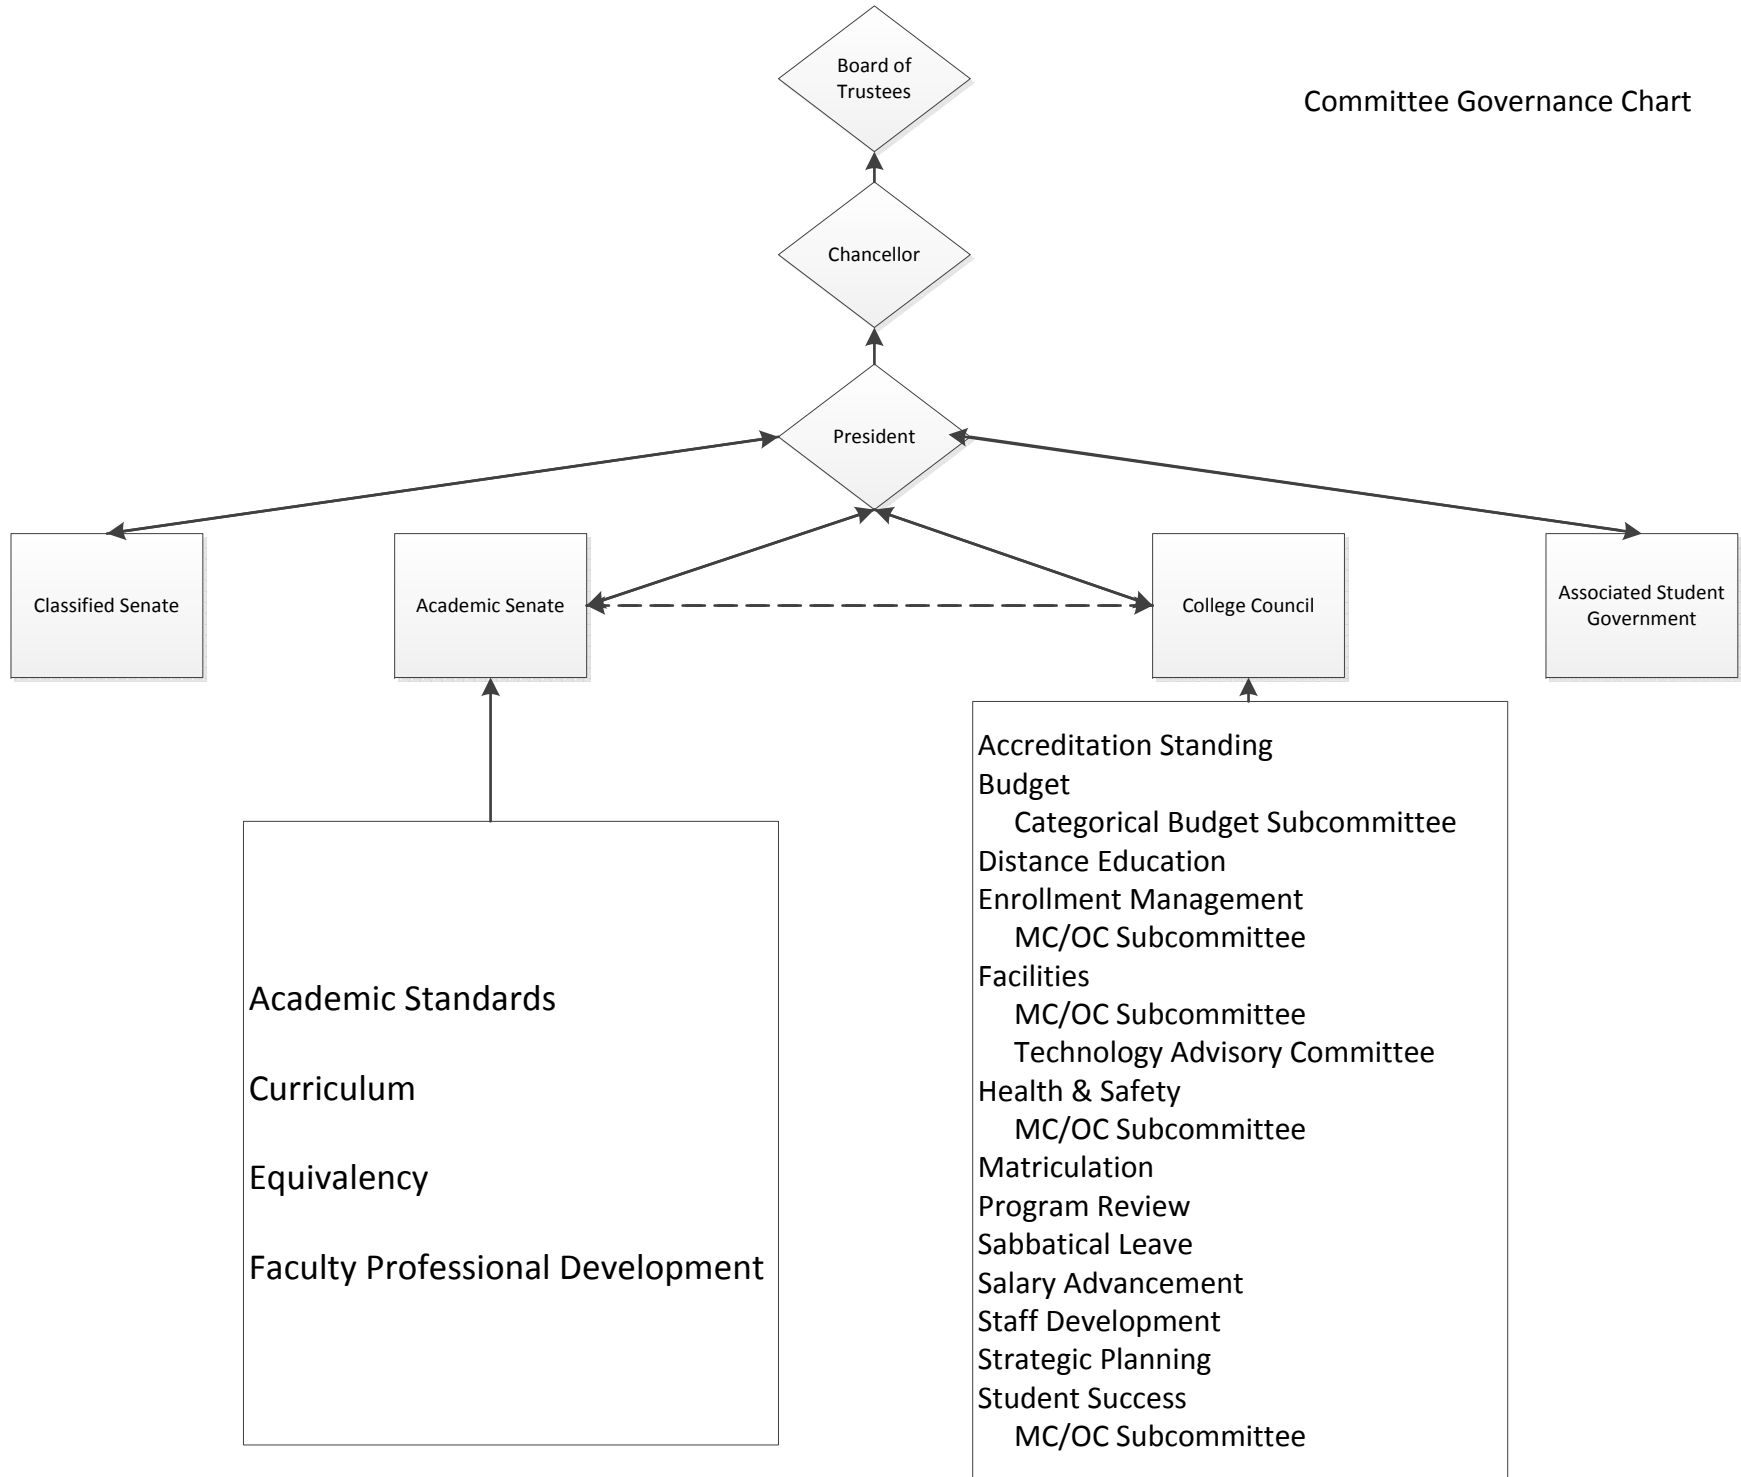 Board of
Trustees
Committee Governance Chart
Chancellor
President
Classified Senate
Academic Senate
College Council
Associated Student
Government
Academic Standards
Curriculum
Equivalency
Faculty Professional Development
Accreditation Standing
Budget
Categorical Budget Subcommittee
Distance Education
Enrollment Management
MC/OC Subcommittee
Facilities
MC/OC Subcommittee
Technology Advisory Committee
Health & Safety
MC/OC Subcommittee
Matriculation
Program Review
Sabbatical Leave
Salary Advancement
Staff Development
Strategic Planning
Student Success
MC/OC Subcommittee